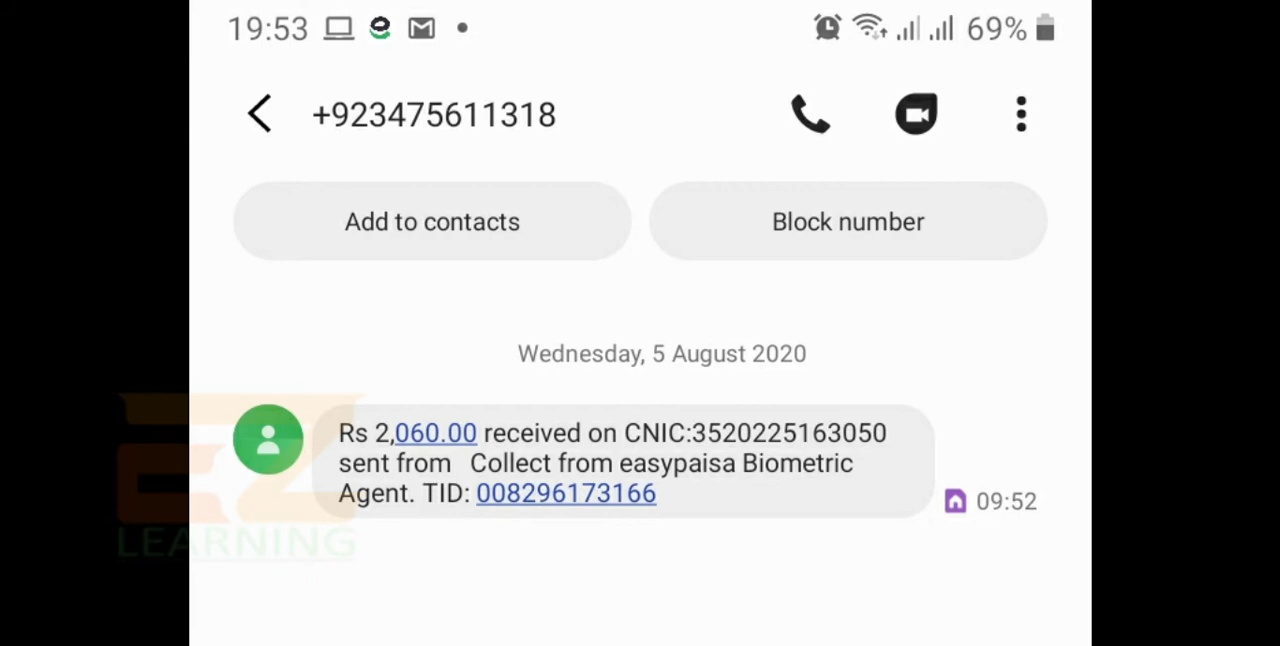 19:53 69%
+923475611318
Add to contacts Block number
Wednesday, 5 August 2020
Rs 2,060.00 received on CNIC:3520225163050
sent from Collect from easypaisa Biometric
Agent. TID: 008296173166
09:52
EZ
LEARNING